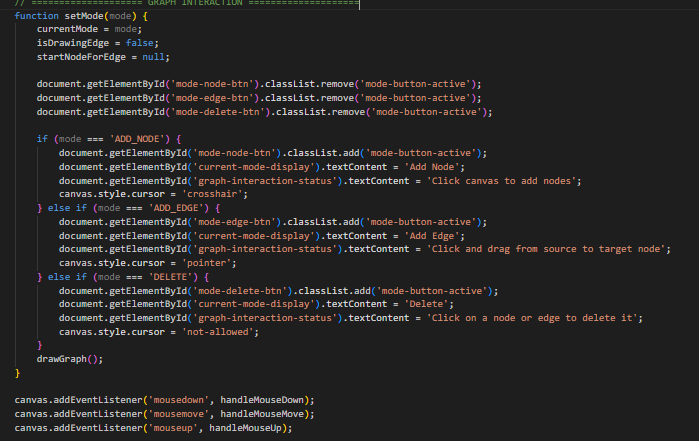 // ==================== GRAPH INTERACTION ====================
function setMode(mode) {
currentMode = mode;
isDrawingEdge = false;
startNodeForEdge = null;
document.getElementById('mode-node-btn').classList.remove('mode-button-active');
document.getElementById('mode-edge-btn').classList.remove('mode-button-active');
document.getElementById('mode-delete-btn').classList.remove('mode-button-active');
if (mode === 'ADD_NODE') {
document.getElementById('mode-node-btn').classList.add('mode-button-active');
document.getElementById('current-mode-display').textContent = 'Add Node';
document.getElementById('graph-interaction-status').textContent = 'Click canvas to add nodes';
canvas.style.cursor = 'crosshair';
} else if (mode === 'ADD_EDGE') {
document.getElementById('mode-edge-btn').classList.add('mode-button-active');
document.getElementById('current-mode-display').textContent = 'Add Edge';
document.getElementById('graph-interaction-status').textContent = 'Click and drag from source to target node';
canvas.style.cursor = 'pointer';
} else if (mode === 'DELETE') {
document.getElementById('mode-delete-btn').classList.add('mode-button-active');
document.getElementById('current-mode-display').textContent = 'Delete';
document.getElementById('graph-interaction-status').textContent = 'Click on a node or edge to delete it';
canvas.style.cursor = 'not-allowed';
}
drawGraph();
}
canvas.addEventListener('mousedown', handleMouseDown);
canvas.addEventListener('mousemove', handleMouseMove);
canvas.addEventListener('mouseup', handleMouseUp);